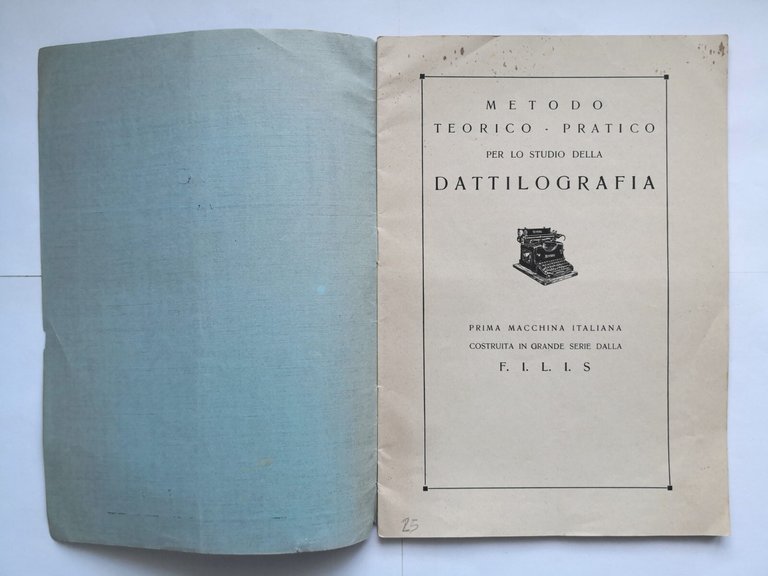 METODO
TEORICO · PRATICO
PER LO STUDIO DELLA
DATTILOGRAFIA
PRIMA MACCHINA ITALIANA
COSTRUITA IN GRANDE SERIE DALLA
F. I. L. I. S
25